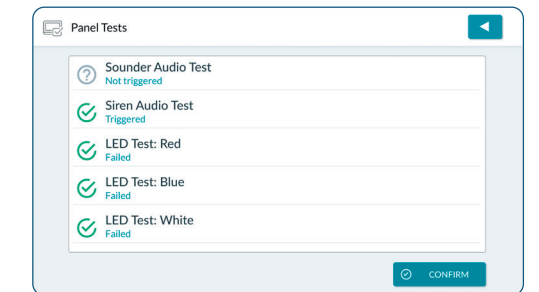 Panel Tests
Sounder Audio Test
Not triggered
Siren Audio Test
Triggered
LED Test: Red
Failed
LED Test: Blue
Failed
LED Test: White
Failed
CONFIRM